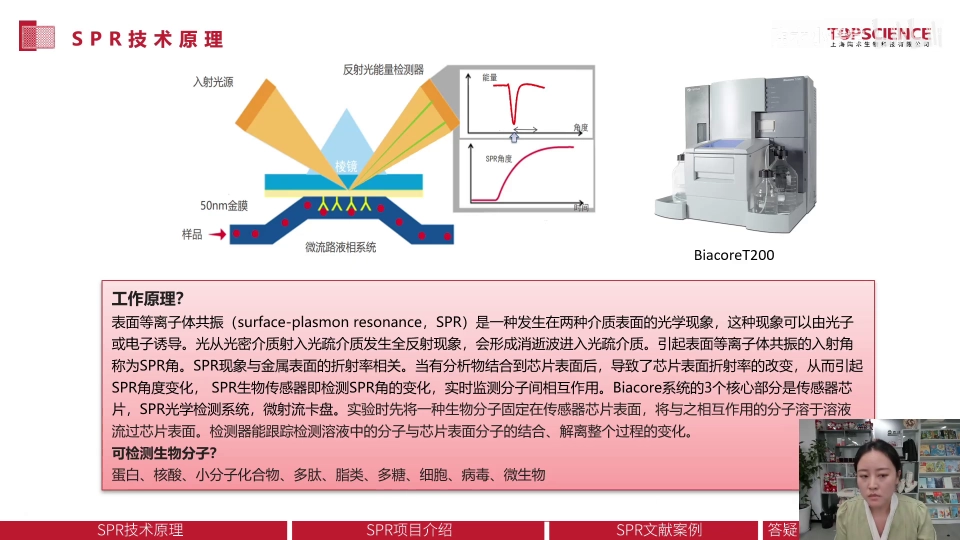 SPR技术原理
TOPSCIENCE
入射光源
反射光能量检测器
能量
角度
棱镜
SPR角度
时间
50nm金膜
样品
微流路液相系统
BiacoreT200
工作原理?
表面等离子体共振（surface-plasmon resonance，SPR）是一种发生在两种介质表面的光学现象，这种现象可以由光子
或电子诱导。光从光密介质射入光疏介质发生全反射现象，会形成消逝波进入光疏介质。引起表面等离子体共振的入射角
称为SPR角。SPR现象与金属表面的折射率相关。当有分析物结合到芯片表面后，导致了芯片表面折射率的改变，从而引起
SPR角度变化， SPR生物传感器即检测SPR角的变化，实时监测分子间相互作用。Biacore系统的3个核心部分是传感器芯
片，SPR光学检测系统，微射流卡盘。实验时先将一种生物分子固定在传感器芯片表面，将与之相互作用的分子溶于溶液
流过芯片表面。检测器能跟踪检测溶液中的分子与芯片表面分子的结合、解离整个过程的变化。
可检测生物分子?
蛋白、核酸、小分子化合物、多肽、脂类、多糖、细胞、病毒、微生物
SPR技术原理
SPR项目介绍
SPR文献案例
答疑